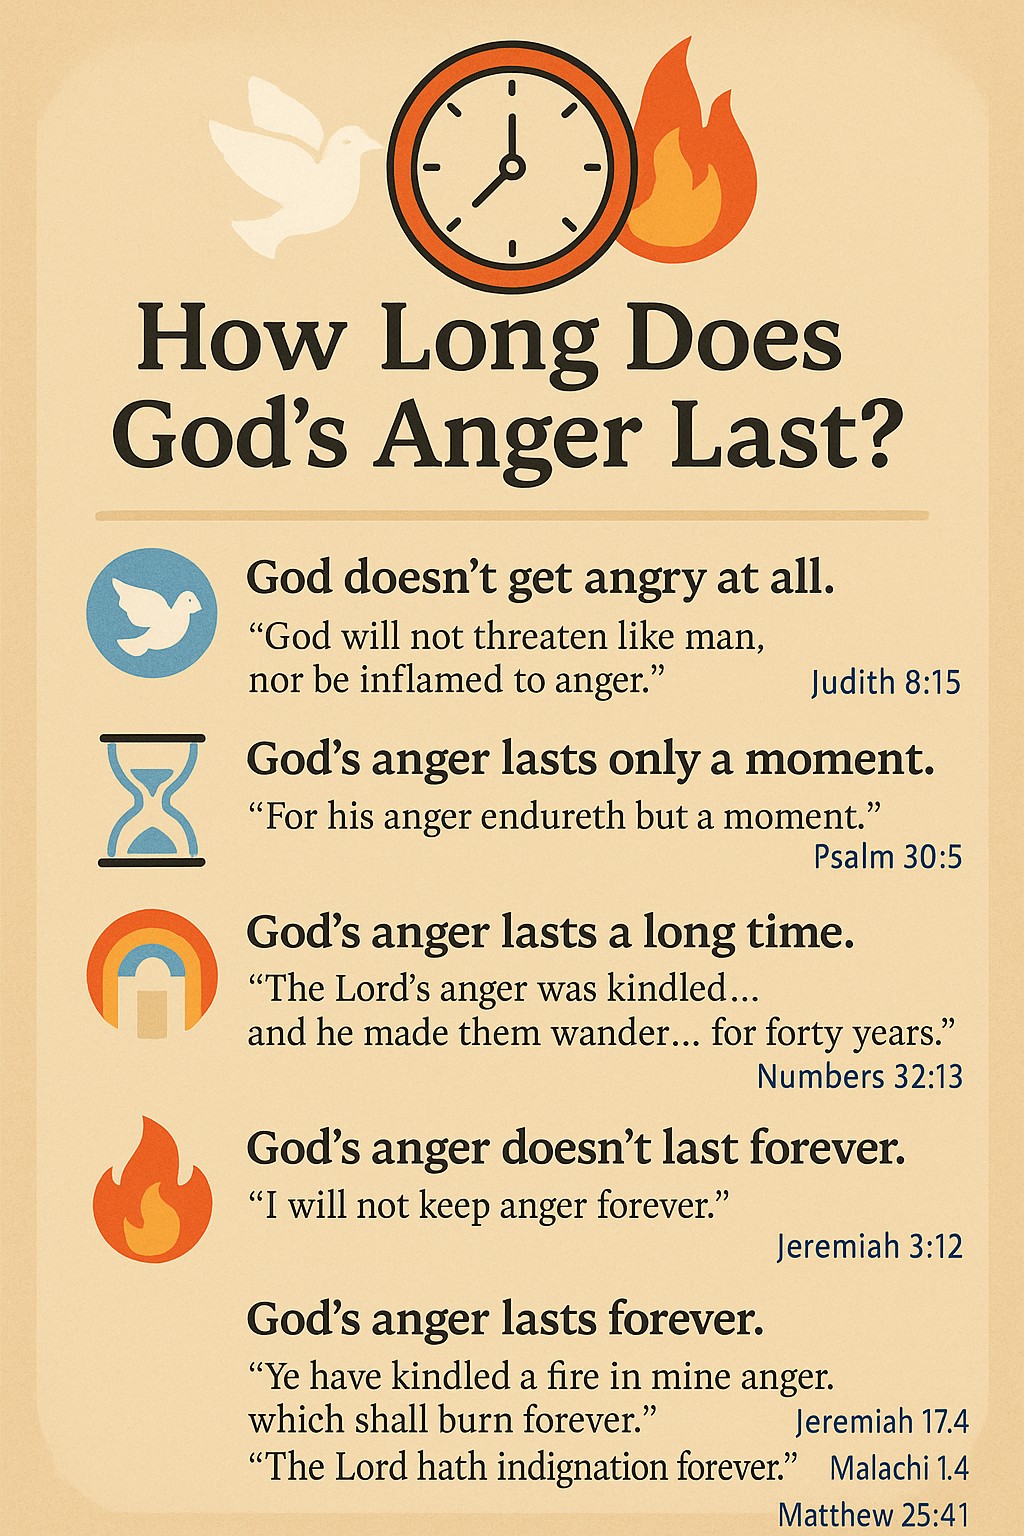 How Long Does
God’s Anger Last?
God doesn’t get angry at all.
“God will not threaten like man,
nor be inflamed to anger.” Judith 8:15
God’s anger lasts only a moment.
“For his anger endureth but a moment.”
Psalm 30:5
God’s anger lasts a long time.
“The Lord’s anger was kindled...
and he made them wander... for forty years.”
Numbers 32:13
God’s anger doesn’t last forever.
“I will not keep anger forever.”
Jeremiah 3:12
God’s anger lasts forever.
“Ye have kindled a fire in mine anger.
which shall burn forever.” Jeremiah 17.4
“The Lord hath indignation forever.” Malachi 1.4
Matthew 25:41